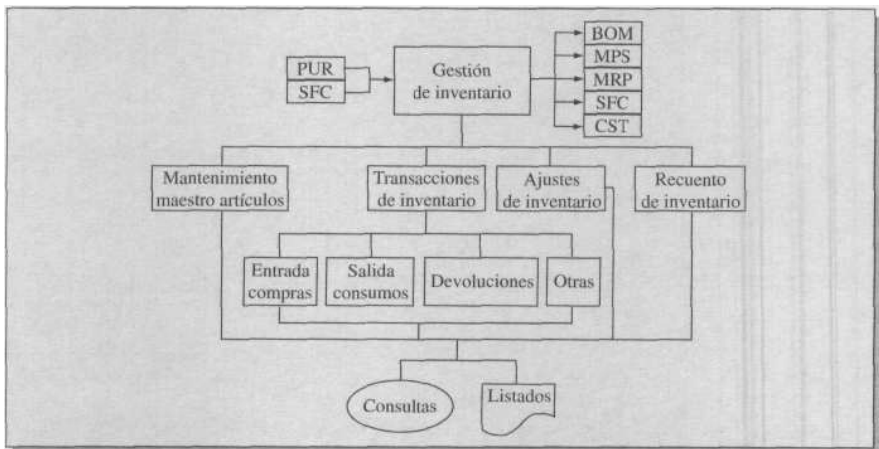 PUR
SFC
Gestión
de inventario
BOM
MPS
MRP
SFC
CST
Mantenimiento
maestro artículos
Transacciones
de inventario
Ajustes
de inventario
Recuento
de inventario
Entrada
compras
Salida
consumos
Devoluciones
Otras
Consultas
Listados